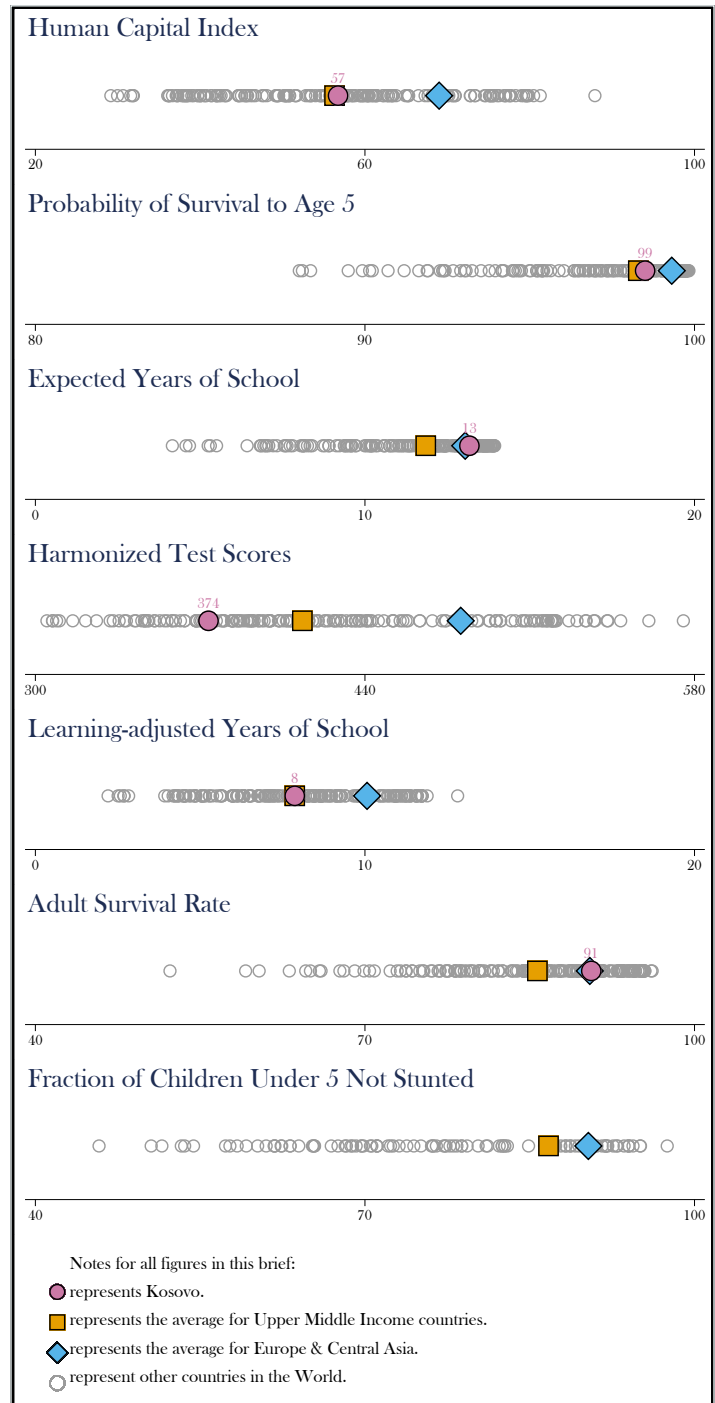 Human Capital Index
57
20 60 100
Probability of Survival to Age 5
99
80 90 100
Expected Years of School
13
0 10 20
Harmonized Test Scores
374
300 440 580
Learning-adjusted Years of School
8
0 10 20
Adult Survival Rate
91
40 70 100
Fraction of Children Under 5 Not Stunted
40 70 100
Notes for all figures in this brief:
represents Kosovo.
represents the average for Upper Middle Income countries.
represents the average for Europe & Central Asia.
represent other countries in the World.